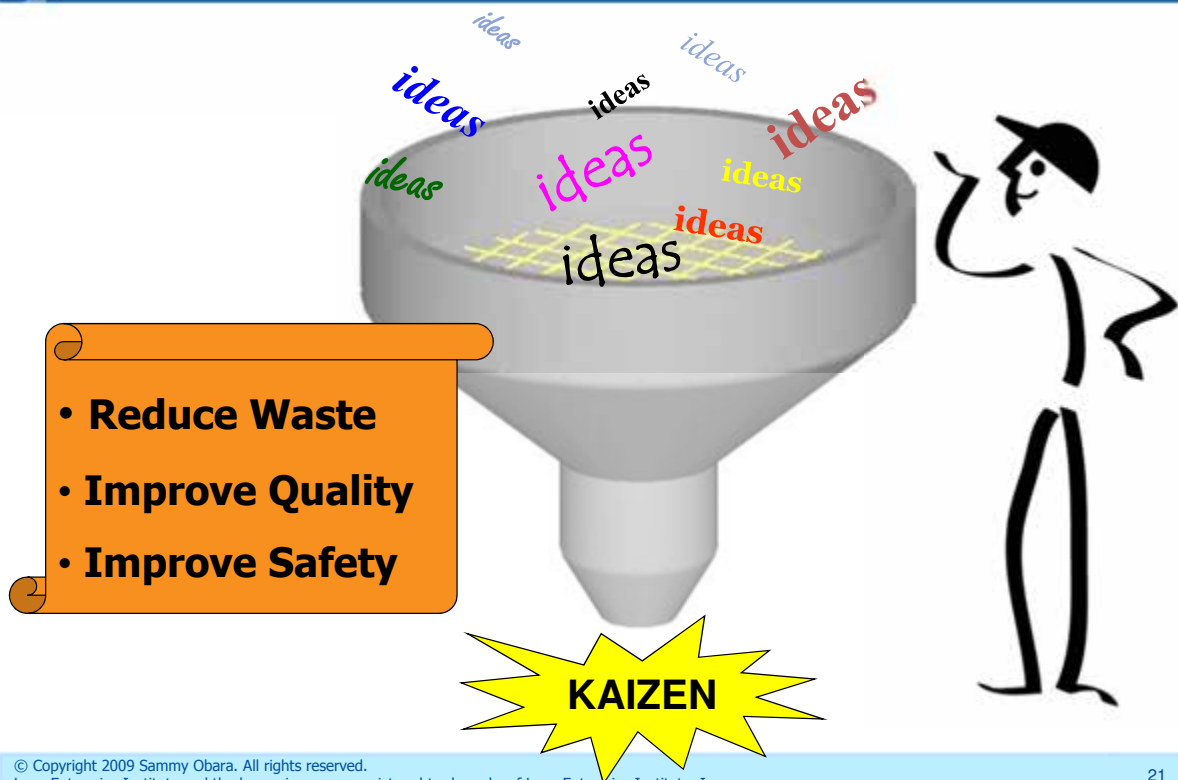 ideas
ideas
ideas
ideas
ideas
ideas
ideas
ideas
ideas
ideas
• Reduce Waste
• Improve Quality
• Improve Safety
KAIZEN
© Copyright 2009 Sammy Obara. All rights reserved.
21